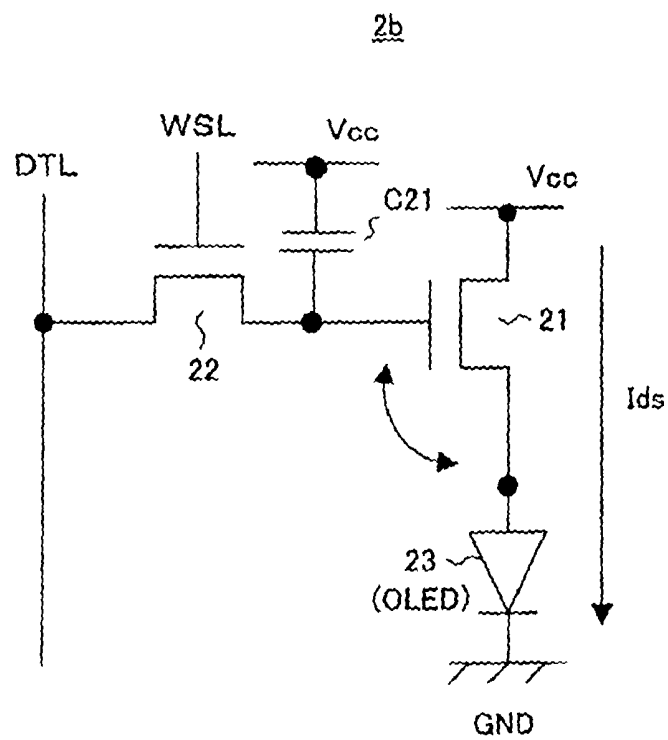 2b
WSL
Vcc
DTL
Vcc
C21
21
22
Ids
23
(OLED)
GND